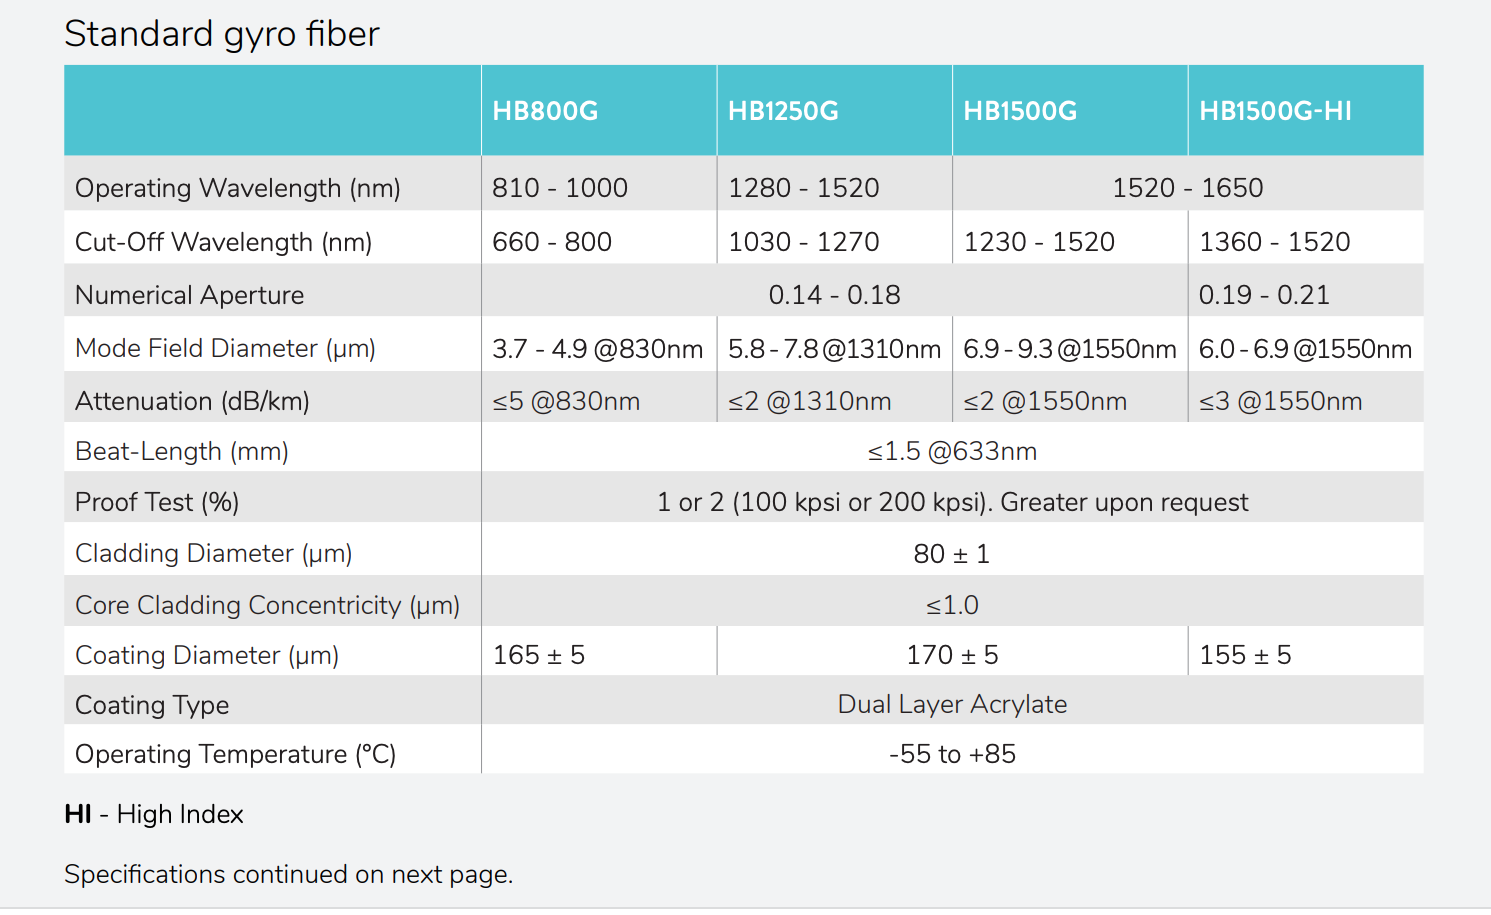 Standard gyro fiber
HB800G HB1250G HB1500G HB1500G-HI
Operating Wavelength (nm) 810 - 1000 1280 - 1520 1520 - 1650
Cut-Off Wavelength (nm) 660 - 800 1030 - 1270 1230 - 1520 1360 - 1520
Numerical Aperture 0.14 - 0.18 0.19 - 0.21
Mode Field Diameter (µm) 3.7 - 4.9 @830nm 5.8 - 7.8 @1310nm 6.9 - 9.3 @1550nm 6.0 - 6.9 @1550nm
Attenuation (dB/km) ≤5 @830nm ≤2 @1310nm ≤2 @1550nm ≤3 @1550nm
Beat-Length (mm) ≤1.5 @633nm
Proof Test (%) 1 or 2 (100 kpsi or 200 kpsi). Greater upon request
Cladding Diameter (µm) 80 ± 1
Core Cladding Concentricity (µm) ≤1.0
Coating Diameter (µm) 165 ± 5 170 ± 5 155 ± 5
Coating Type Dual Layer Acrylate
Operating Temperature (°C) -55 to +85
HI - High Index
Specifications continued on next page.